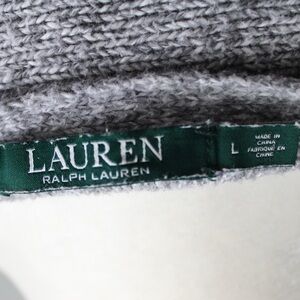 LAUREN
RALPH LAUREN
L
MADE IN
CHINA
FABRIQUÉ EN
CHINE